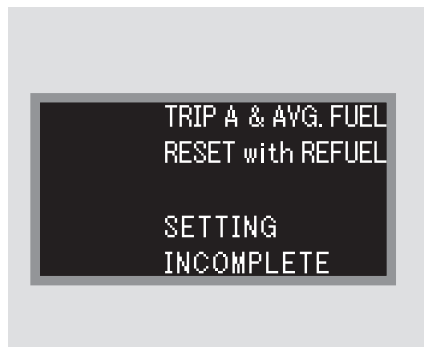 TRIP A & AVG. FUEL
RESET with REFUEL
SETTING
INCOMPLETE